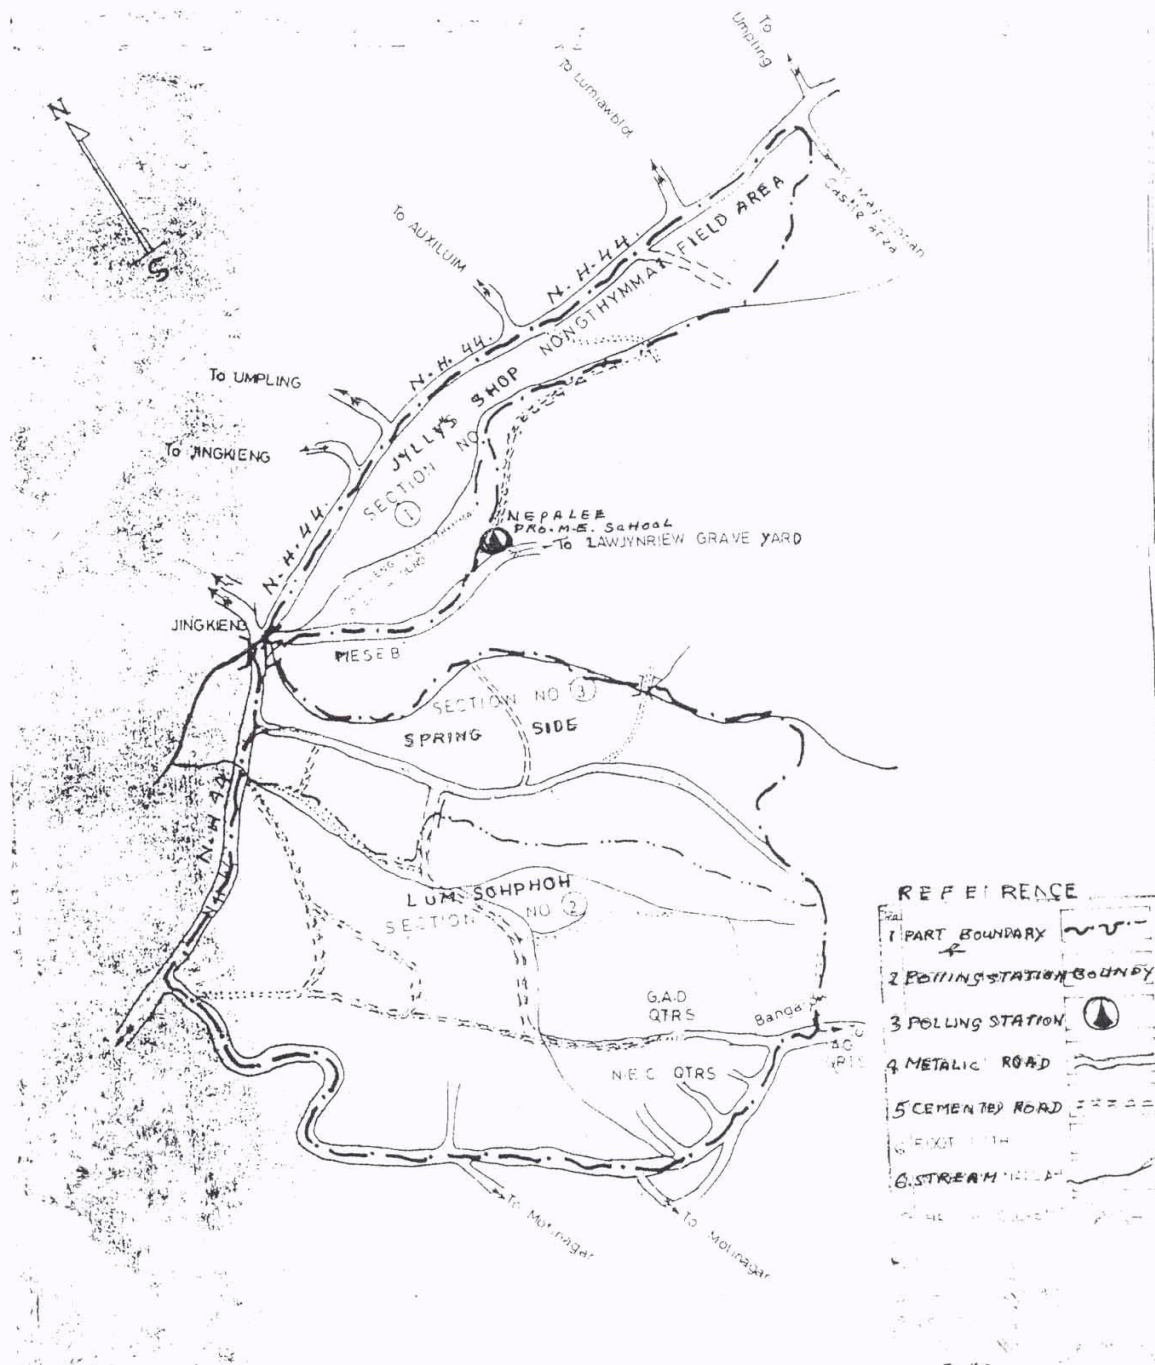 To
Umpling
To Lumiawblot
N
S
To AUXILUIM
N.H.44.
NONGTHYMMAI FIELD AREA
N.H.44.
JYLLY'S SHOP
To UMPLING
To JINGKIENG
SECTION NO
1
N.H.44.
NEPALEE
PRO.M.E. SCHOOL
To LAWJYNRIEW GRAVE YARD
JINGKIENG
MESEB
SECTION NO 3
SPRING SIDE
N.H 44
LUM SOHPHOH
SECTION NO 2
G.A.D
QTRS
N.E.C QTRS
To Motinagar
To Motinagar
1 PART BOUNDARY
2 POLLING STATION BOUNDY
3 POLLING STATION
4 METALIC ROAD
5 CEMENTED ROAD
6. STREAM